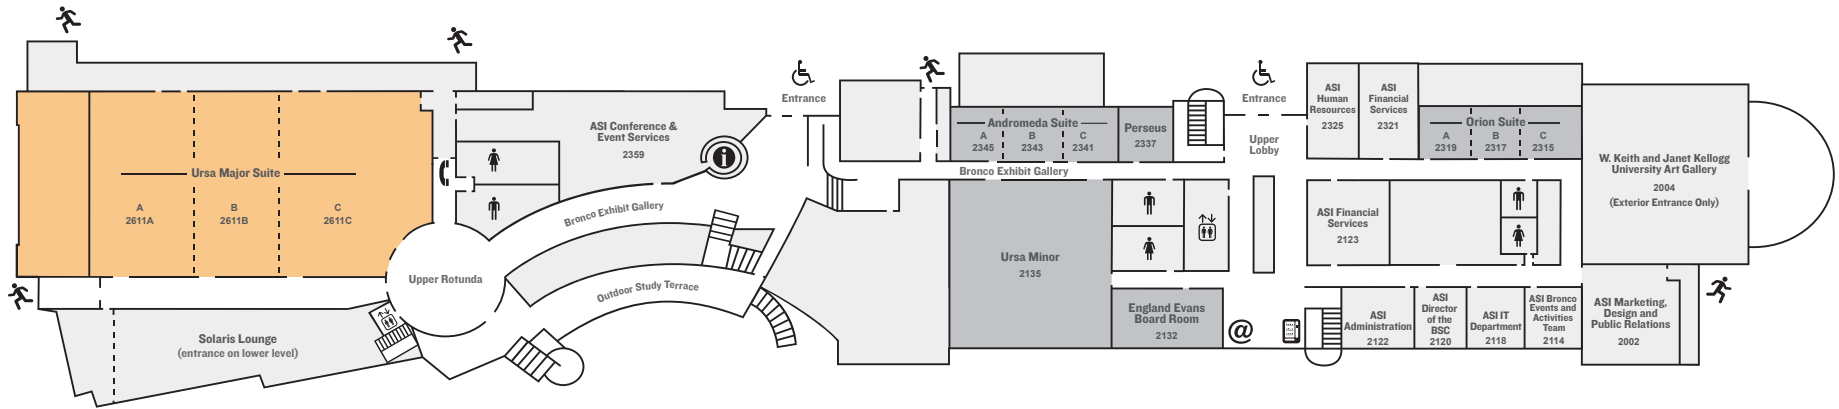 Ursa Major Suite
A
2611A
B
2611B
C
2611C
ASI Conference &
Event Services
2359
i
Bronco Exhibit Gallery
Upper Rotunda
Outdoor Study Terrace
Solaris Lounge
(entrance on lower level)
Entrance
Andromeda Suite
A
2345
B
2343
C
2341
Perseus
2337
Bronco Exhibit Gallery
Ursa Minor
2135
England Evans
Board Room
2132
@
Entrance
Upper
Lobby
ASI
Human
Resources
2325
ASI
Financial
Services
2321
Orion Suite
A
2319
B
2317
C
2315
ASI Financial
Services
2123
W. Keith and Janet Kellogg
University Art Gallery
2004
(Exterior Entrance Only)
ASI
Administration
2122
ASI
Director
of the
BSC
2120
ASI IT
Department
2118
ASI Bronco
Events and
Activities
Team
2114
ASI Marketing,
Design and
Public Relations
2002